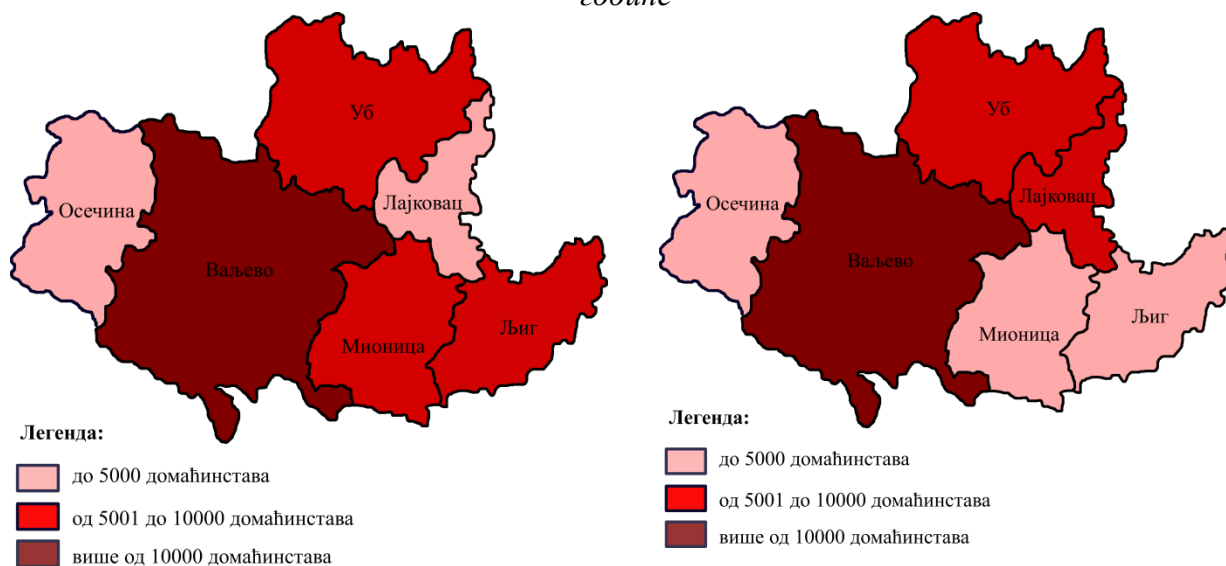 године
Уб
Лајковац
Осечина
Ваљево
Мионица
Љиг
Легенда:
до 5000 домаћинстава
од 5001 до 10000 домаћинстава
више од 10000 домаћинстава
Уб
Лајковац
Осечина
Ваљево
Мионица
Љиг
Легенда:
до 5000 домаћинстава
од 5001 до 10000 домаћинстава
више од 10000 домаћинстава